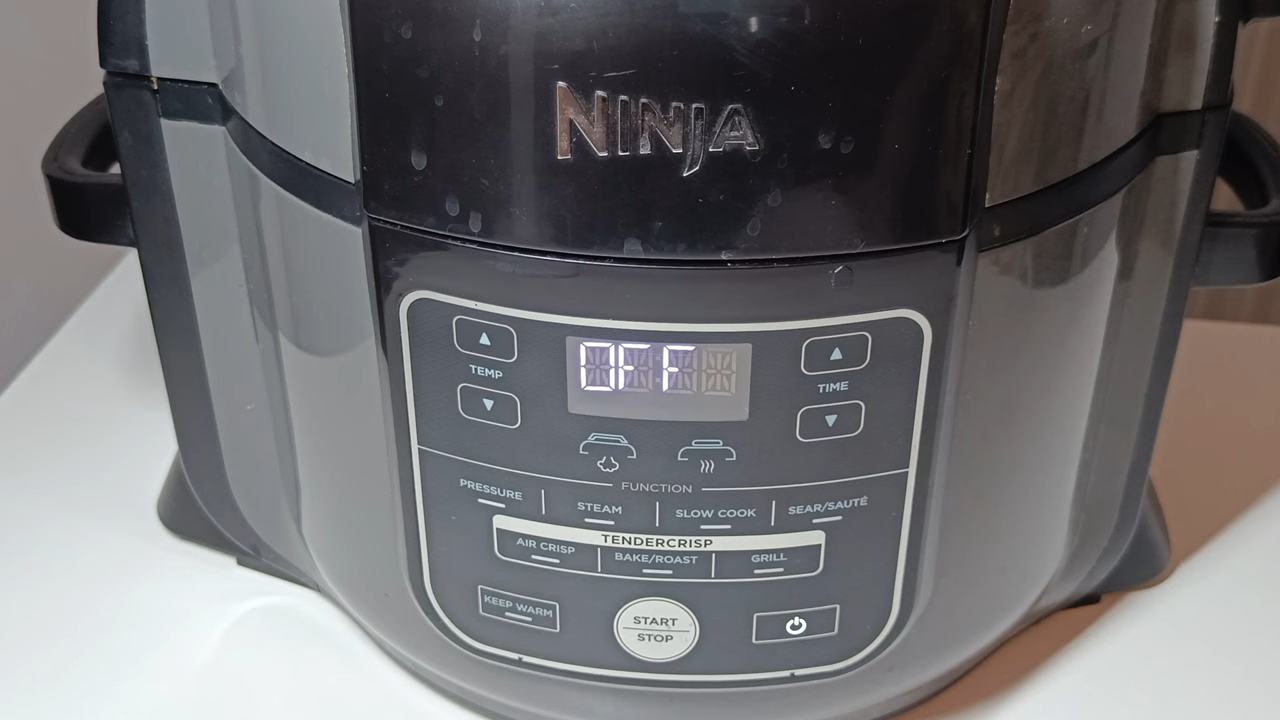 NINJA
OFF
TEMP
TIME
FUNCTION
PRESSURE
STEAM
SLOW COOK
SEAR/SAUTÉ
TENDERCRISP
AIR CRISP
BAKE/ROAST
GRILL
KEEP WARM
START
STOP